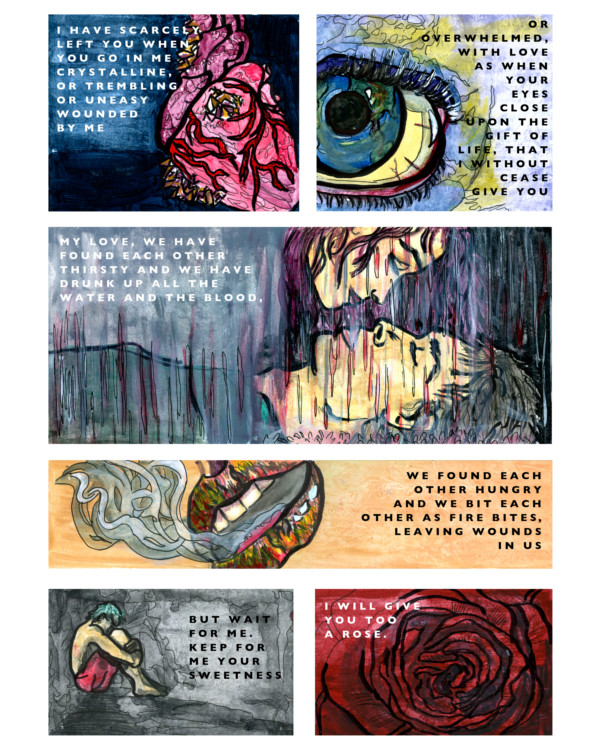 I HAVE SCARCELY
LEFT YOU WHEN
YOU GO IN ME
CRYSTALLINE,
OR TREMBLING
OR UNEASY
WOUNDED
BY ME
OR
OVERWHELMED,
WITH LOVE
AS WHEN
YOUR
EYES
CLOSE
UPON THE
GIFT OF
LIFE, THAT
I WITHOUT
CEASE
GIVE YOU
MY LOVE, WE HAVE
FOUND EACH OTHER
THIRSTY AND WE HAVE
DRUNK UP ALL THE
WATER AND THE BLOOD,
WE FOUND EACH
OTHER HUNGRY
AND WE BIT EACH
OTHER AS FIRE BITES,
LEAVING WOUNDS
IN US
BUT WAIT
FOR ME.
KEEP FOR
ME YOUR
SWEETNESS
I WILL GIVE
YOU TOO
A ROSE.